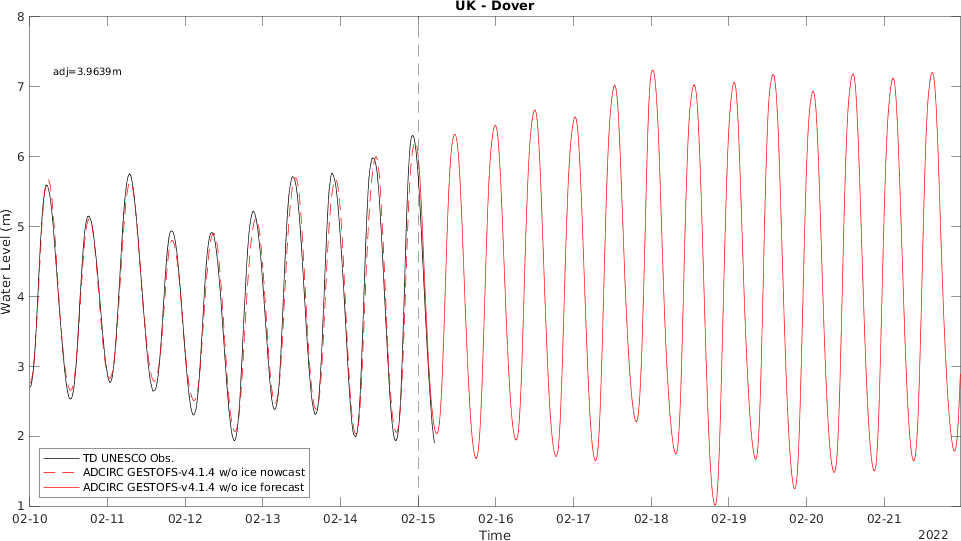 UK - Dover
8
7
6
5
4
3
2
1
Water Level (m)
adj=3.9639m
TD UNESCO Obs.
ADCIRC GESTOFS-v4.1.4 w/o ice nowcast
ADCIRC GESTOFS-v4.1.4 w/o ice forecast
02-10 02-11 02-12 02-13 02-14 02-15 02-16 02-17 02-18 02-19 02-20 02-21
Time
2022